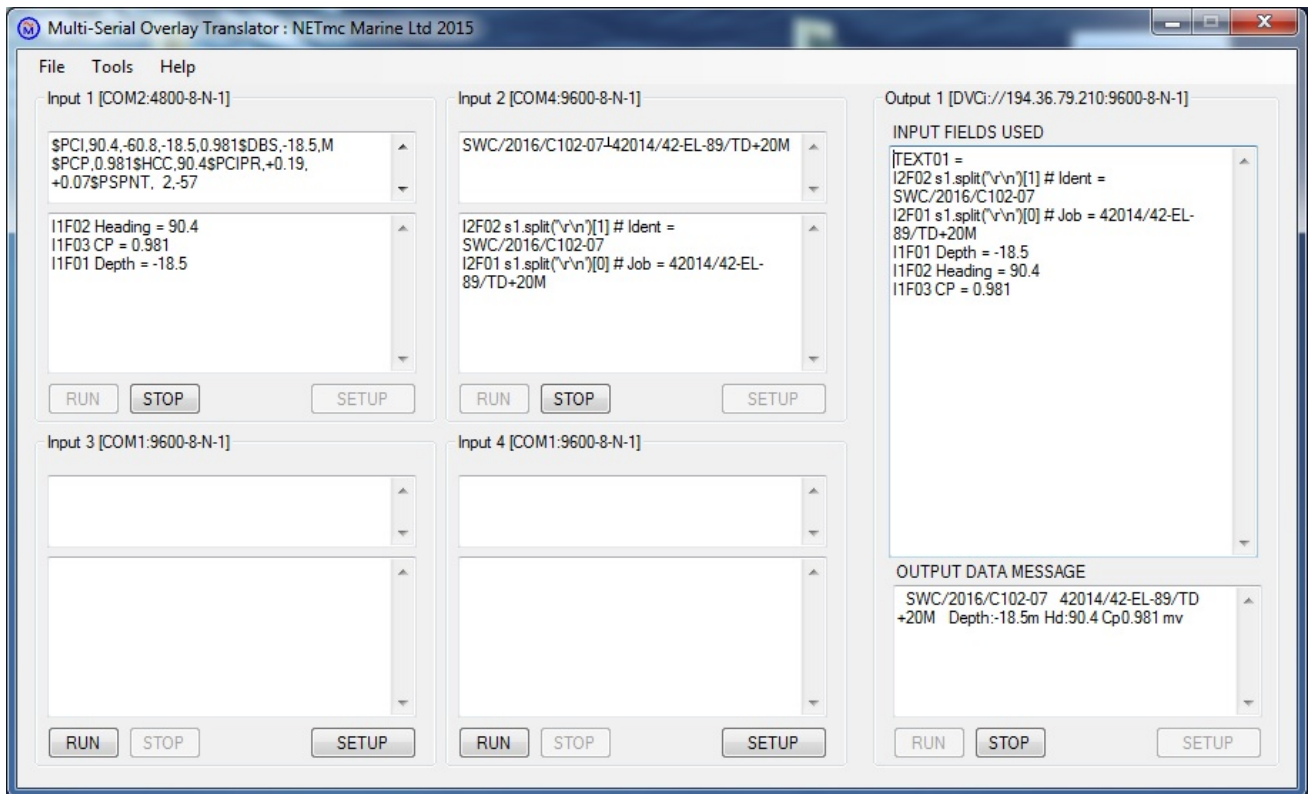 Multi-Serial Overlay Translator : NETmc Marine Ltd 2015
File Tools Help
Input 1 [COM2:4800-8-N-1]
$PCI,90.4,-60.8,-18.5,0.981$DBS,-18.5,M
$PCP,0.981$HCC,90.4$PCIPR,+0.19,
+0.07$PSPNT, 2,-57
I1F02 Heading = 90.4
I1F03 CP = 0.981
I1F01 Depth = -18.5
RUN STOP SETUP
Input 2 [COM4:9600-8-N-1]
SWC/2016/C102-07┴42014/42-EL-89/TD+20M
I2F02 s1.split('\r\n')[1] # Ident =
SWC/2016/C102-07
I2F01 s1.split('\r\n')[0] # Job = 42014/42-EL-
89/TD+20M
RUN STOP SETUP
Input 3 [COM1:9600-8-N-1]
RUN STOP SETUP
Input 4 [COM1:9600-8-N-1]
RUN STOP SETUP
Output 1 [DVCi://194.36.79.210:9600-8-N-1]
INPUT FIELDS USED
TEXT01 =
I2F02 s1.split('\r\n')[1] # Ident =
SWC/2016/C102-07
I2F01 s1.split('\r\n')[0] # Job = 42014/42-EL-
89/TD+20M
I1F01 Depth = -18.5
I1F02 Heading = 90.4
I1F03 CP = 0.981
OUTPUT DATA MESSAGE
SWC/2016/C102-07 42014/42-EL-89/TD
+20M Depth:-18.5m Hd:90.4 Cp0.981 mv
RUN STOP SETUP